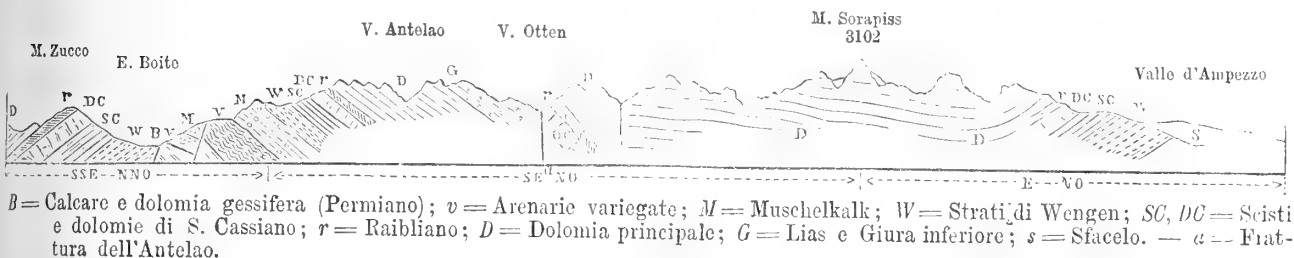 M. Sorapiss
V. Antelao V. Otten 3102
M. Zucco
E. Boite
Valle d'Ampezzo
D r DC SC W B v M V M W SC DC r D G r D D r DC SC v S
SSE--NNO SE NO E---NO
B = Calcare e dolomia gessifera (Permiano); v = Arenarie variegate; M = Muschelkalk; W = Strati di Wengen; SC, DC = Scisti
e dolomie di S. Cassiano; r = Raibliano; D = Dolomia principale; G = Lias e Giura inferiore; s = Sfacelo. — a — Frat-
tura dell'Antelao.